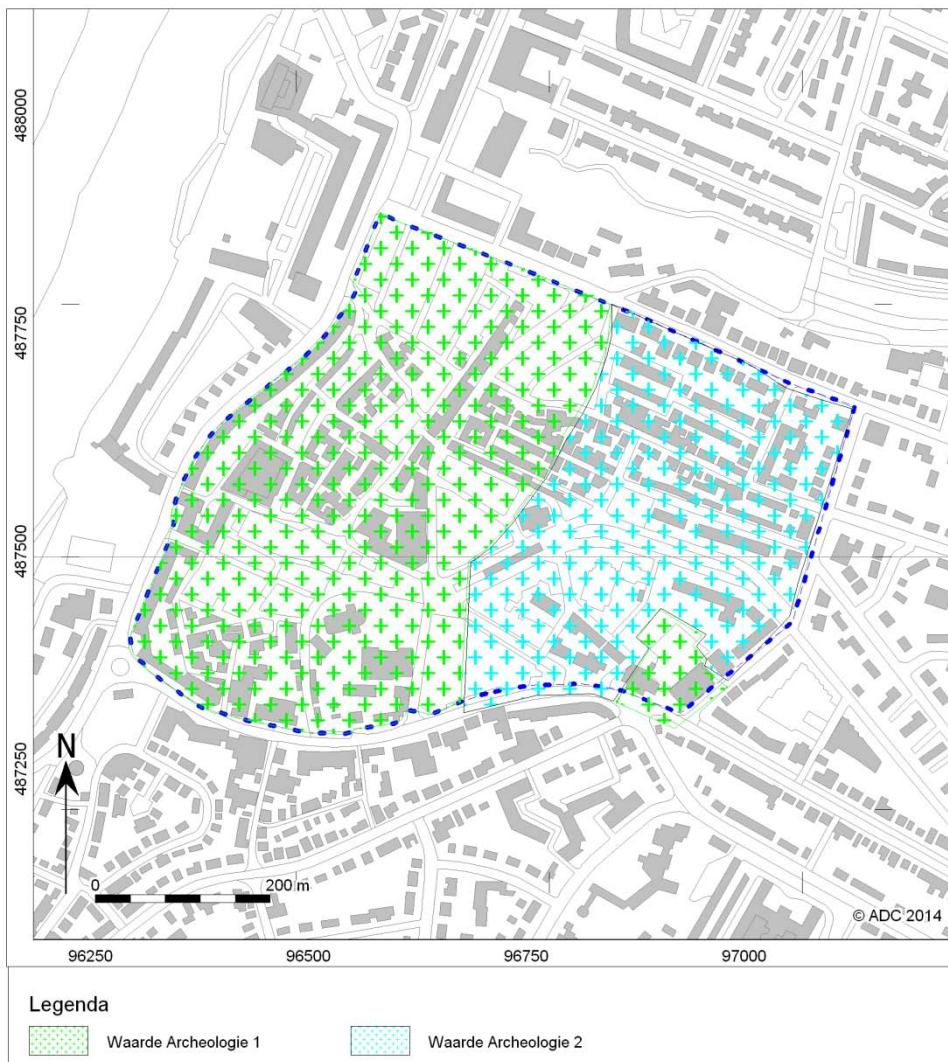 488000
487750
487500
487250
N
0 200 m
© ADC 2014
96250 96500 96750 97000
Legenda
Waarde Archeologie 1 Waarde Archeologie 2